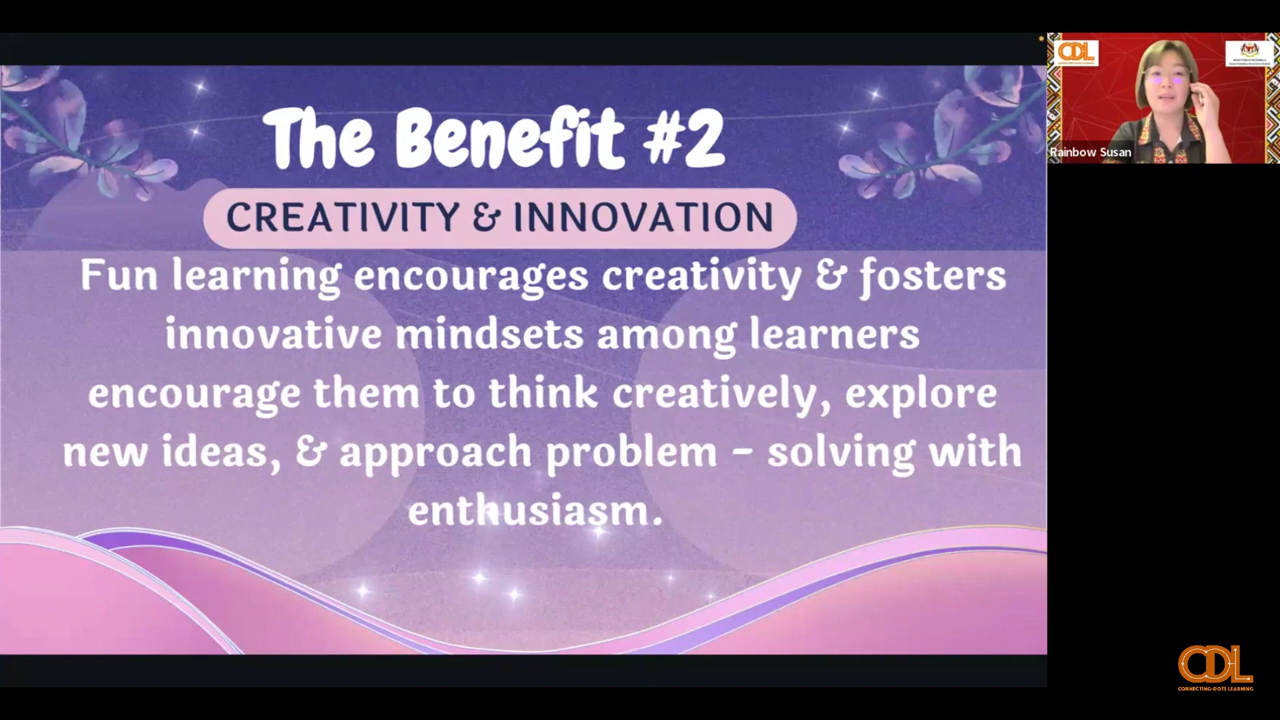 The Benefit #2
CREATIVITY & INNOVATION
Fun learning encourages creativity & fosters
innovative mindsets among learners
encourage them to think creatively, explore
new ideas, & approach problem – solving with
enthusiasm.
CDL
Rainbow Susan
CDL
CONNECTING-DOTS LEARNING